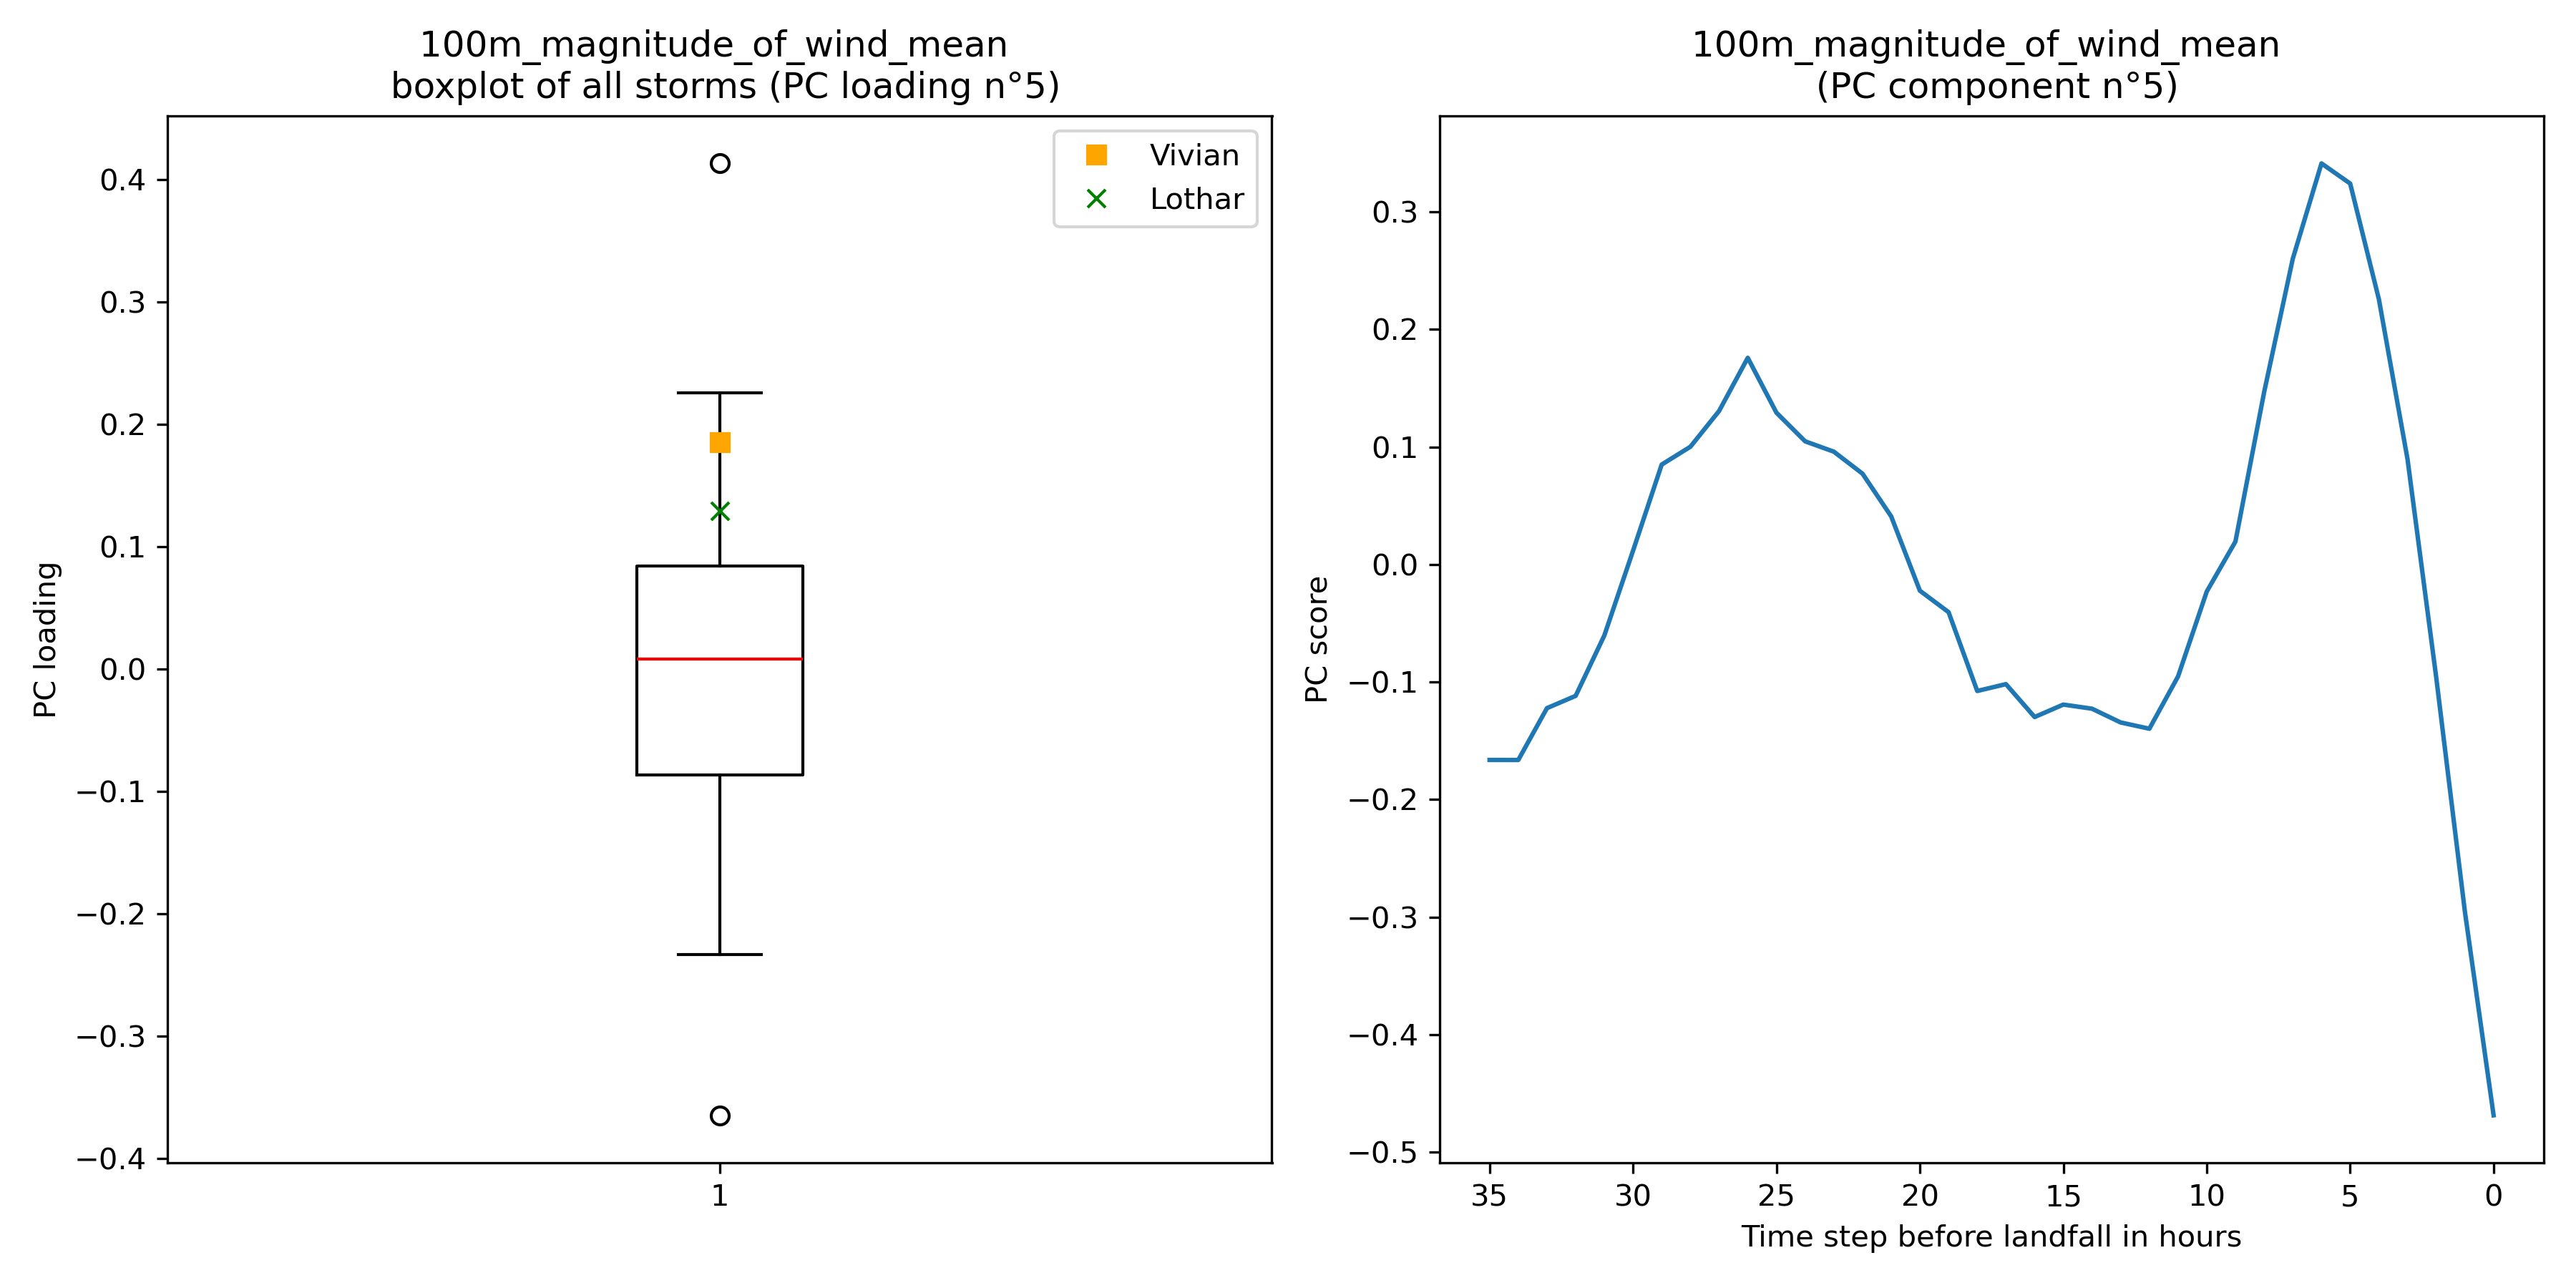 100m_magnitude_of_wind_mean
boxplot of all storms (PC loading n°5)
Vivian
Lothar
0.4
0.3
0.2
0.1
0.0
−0.1
−0.2
−0.3
−0.4
PC loading
1
100m_magnitude_of_wind_mean
(PC component n°5)
0.3
0.2
0.1
0.0
−0.1
−0.2
−0.3
−0.4
−0.5
PC score
35 30 25 20 15 10 5 0
Time step before landfall in hours